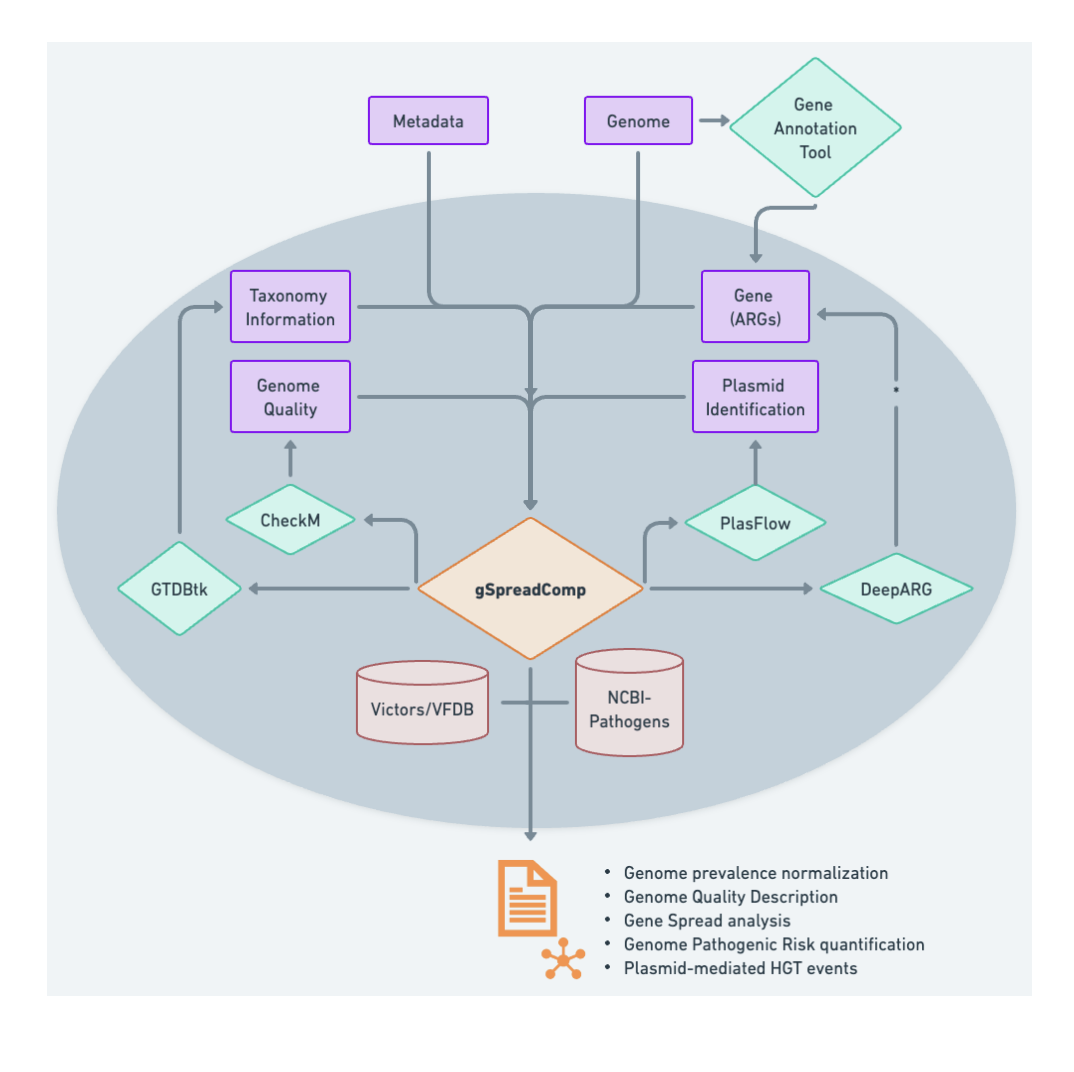 Metadata
Genome
Gene
Annotation
Tool
Taxonomy
Information
Gene
(ARGs)
Genome
Quality
Plasmid
Identification
CheckM
PlasFlow
GTDBtk
gSpreadComp
DeepARG
Victors/VFDB
NCBI-
Pathogens
• Genome prevalence normalization
• Genome Quality Description
• Gene Spread analysis
• Genome Pathogenic Risk quantification
• Plasmid-mediated HGT events